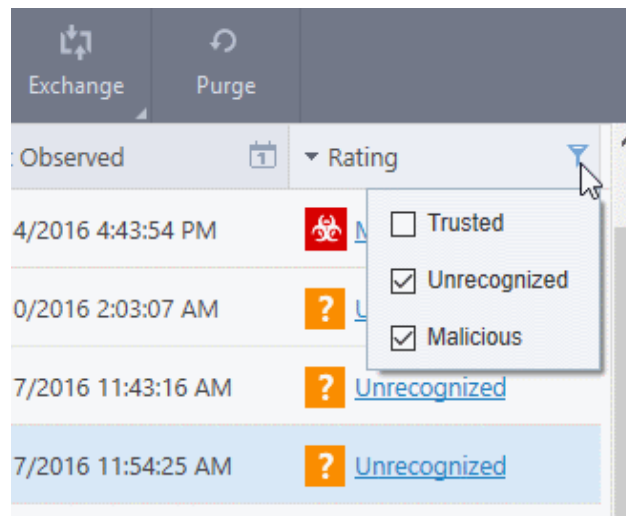 Exchange Purge
Observed 1 Rating
4/2016 4:43:54 PM
Trusted
0/2016 2:03:07 AM
Unrecognized
Malicious
7/2016 11:43:16 AM ? Unrecognized
7/2016 11:54:25 AM ? Unrecognized